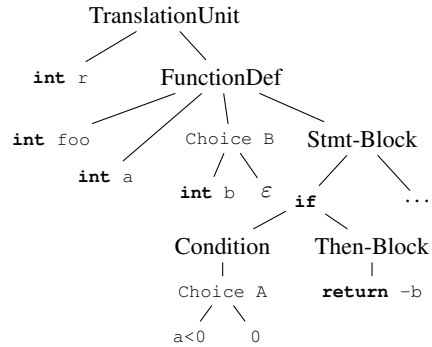 TranslationUnit
int r
FunctionDef
int foo
Choice B
Stmt-Block
int a
int b ε
if
...
Condition
Then-Block
Choice A
return -b
a<0
0